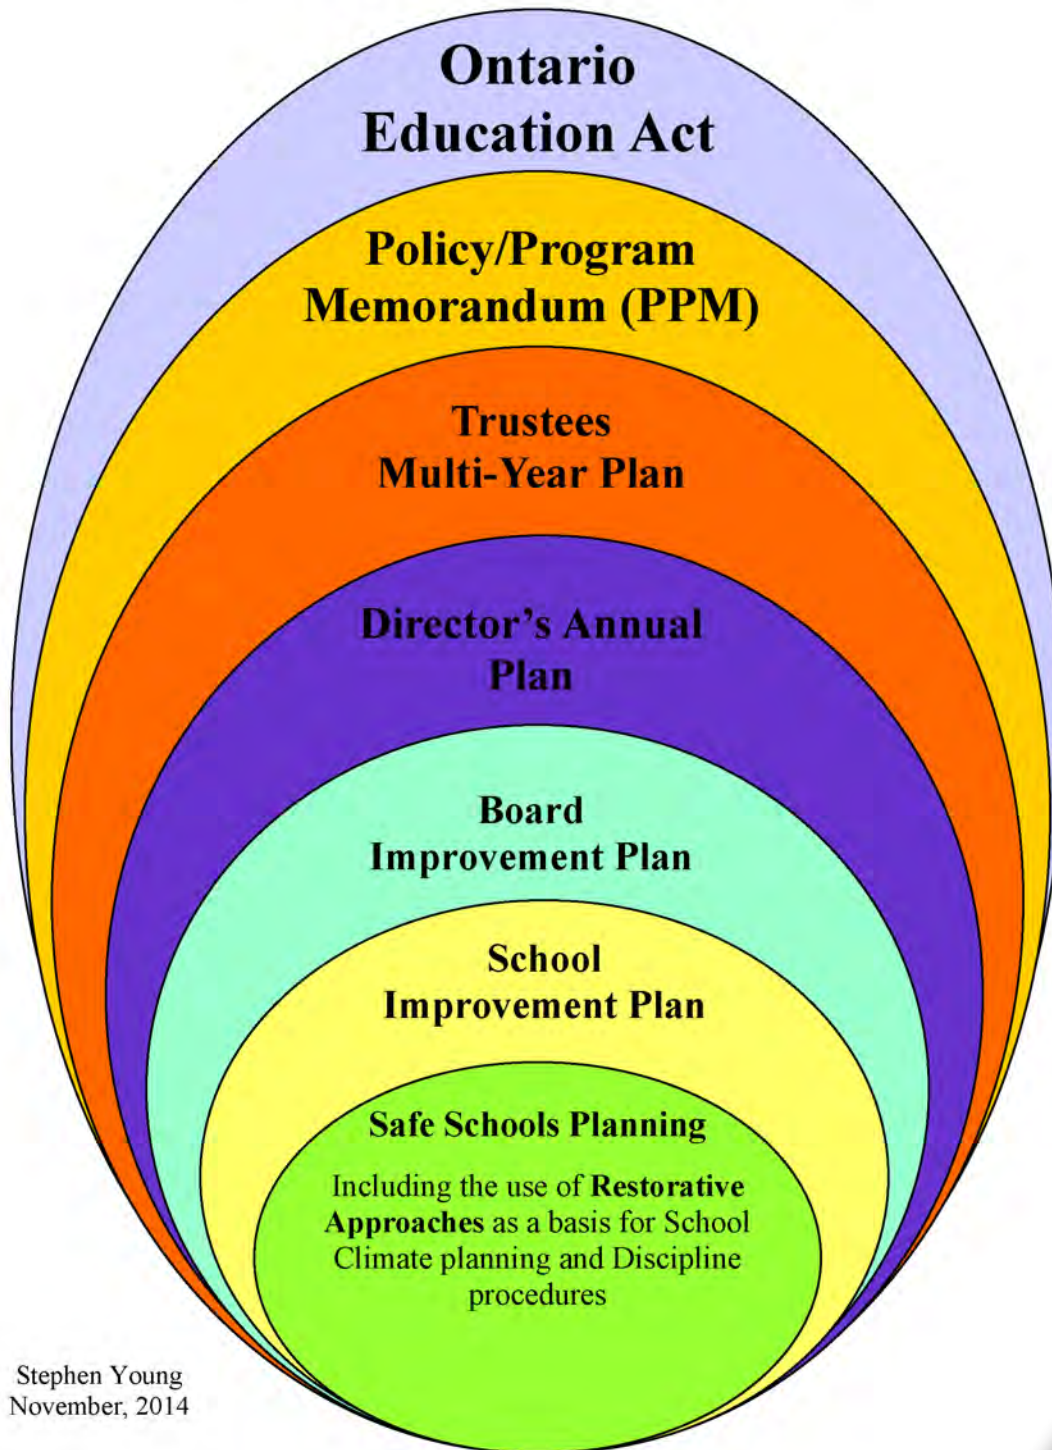 Ontario
Education Act
Policy/Program
Memorandum (PPM)
Trustees
Multi-Year Plan
Director’s Annual
Plan
Board
Improvement Plan
School
Improvement Plan
Safe Schools Planning
Including the use of Restorative
Approaches as a basis for School
Climate planning and Discipline
procedures
Stephen Young
November, 2014